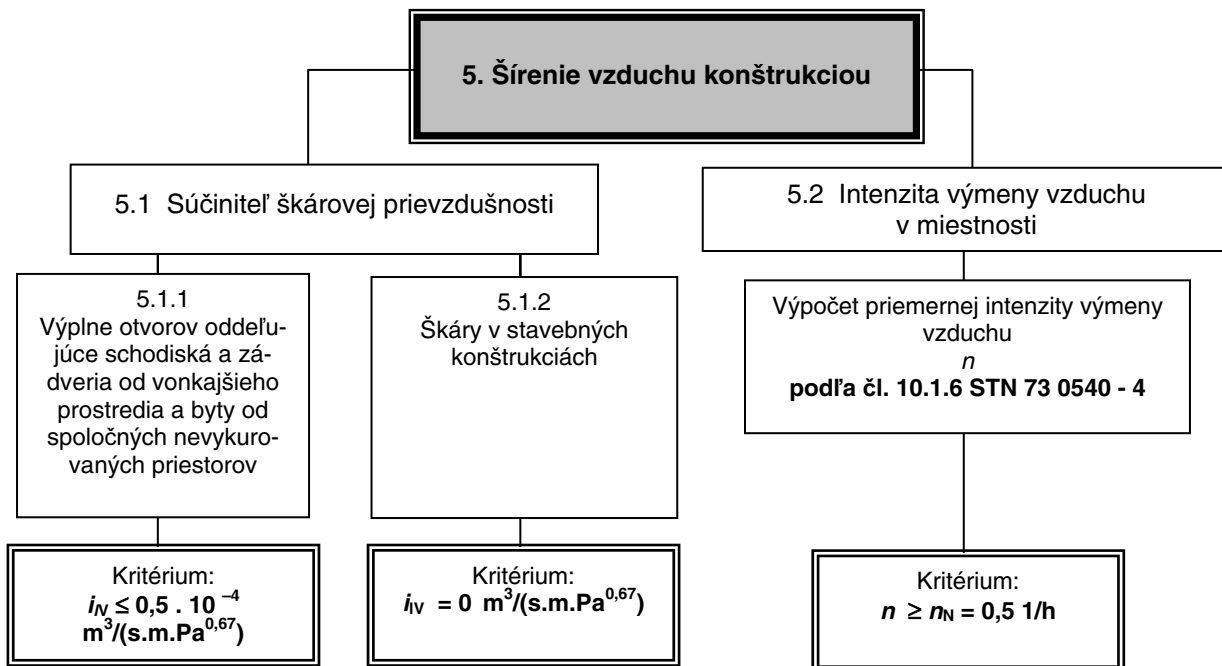 5. Šírenie vzduchu konštrukciou
5.1 Súčiniteľ škárovej prievzdušnosti
5.2 Intenzita výmeny vzduchu
v miestnosti
5.1.1
Výplne otvorov oddeľu-
júce schodiská a zá-
dveria od vonkajšieho
prostredia a byty od
spoločných nevykuro-
vaných priestorov
5.1.2
Škáry v stavebných
konštrukciách
Výpočet priemernej intenzity výmeny
vzduchu
n
podľa čl. 10.1.6 STN 73 0540 - 4
Kritérium:
iIV ≤ 0,5 . 10⁻⁴
m³/(s.m.Pa⁰,⁶⁷)
Kritérium:
iIV = 0 m³/(s.m.Pa⁰,⁶⁷)
Kritérium:
n ≥ nN = 0,5 1/h